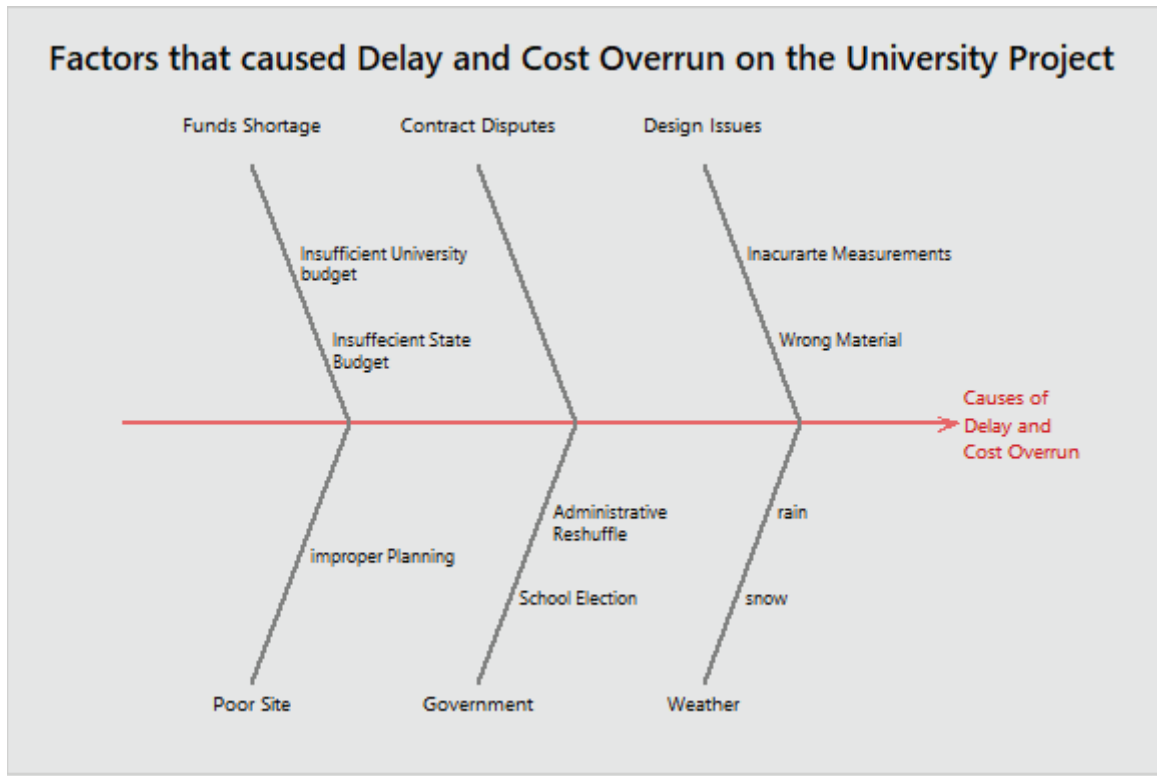 Factors that caused Delay and Cost Overrun on the University Project
Funds Shortage
Contract Disputes
Design Issues
Insufficient University
budget
Inacurarte Measurements
Insuffecient State
Budget
Wrong Material
Causes of
Delay and
Cost Overrun
Administrative
Reshuffle
rain
improper Planning
School Election
snow
Poor Site
Government
Weather